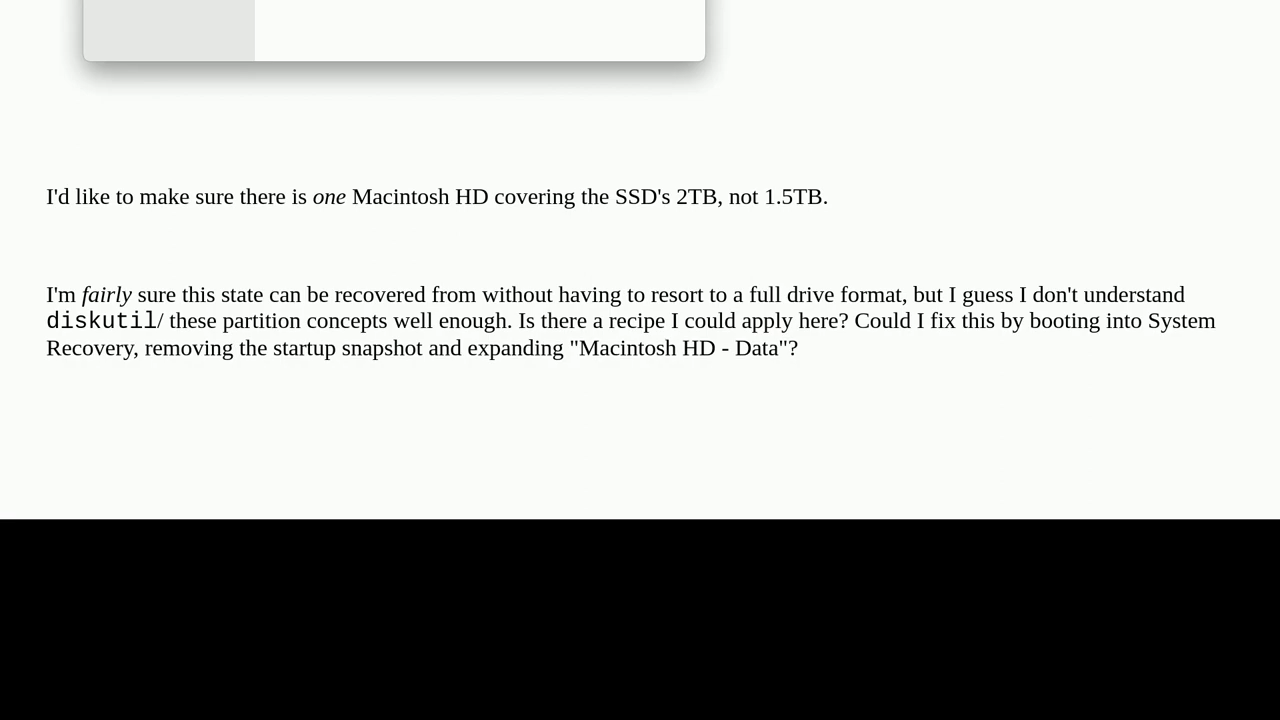 I'd like to make sure there is one Macintosh HD covering the SSD's 2TB, not 1.5TB.
I'm fairly sure this state can be recovered from without having to resort to a full drive format, but I guess I don't understand
diskutil/ these partition concepts well enough. Is there a recipe I could apply here? Could I fix this by booting into System
Recovery, removing the startup snapshot and expanding "Macintosh HD - Data"?